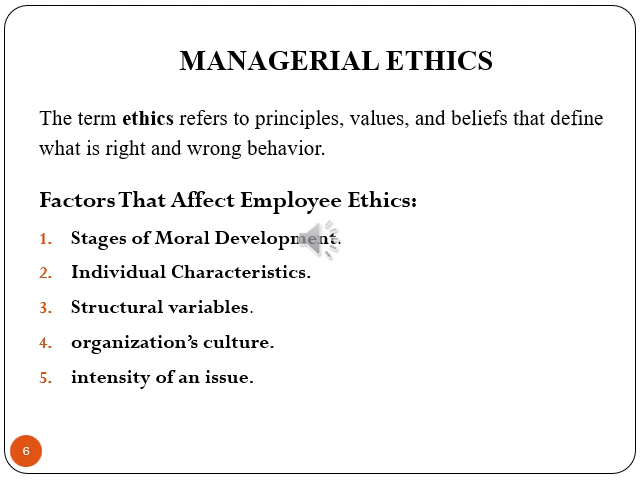 MANAGERIAL ETHICS
The term ethics refers to principles, values, and beliefs that define
what is right and wrong behavior.
Factors That Affect Employee Ethics:
1. Stages of Moral Development.
2. Individual Characteristics.
3. Structural variables.
4. organization's culture.
5. intensity of an issue.
6